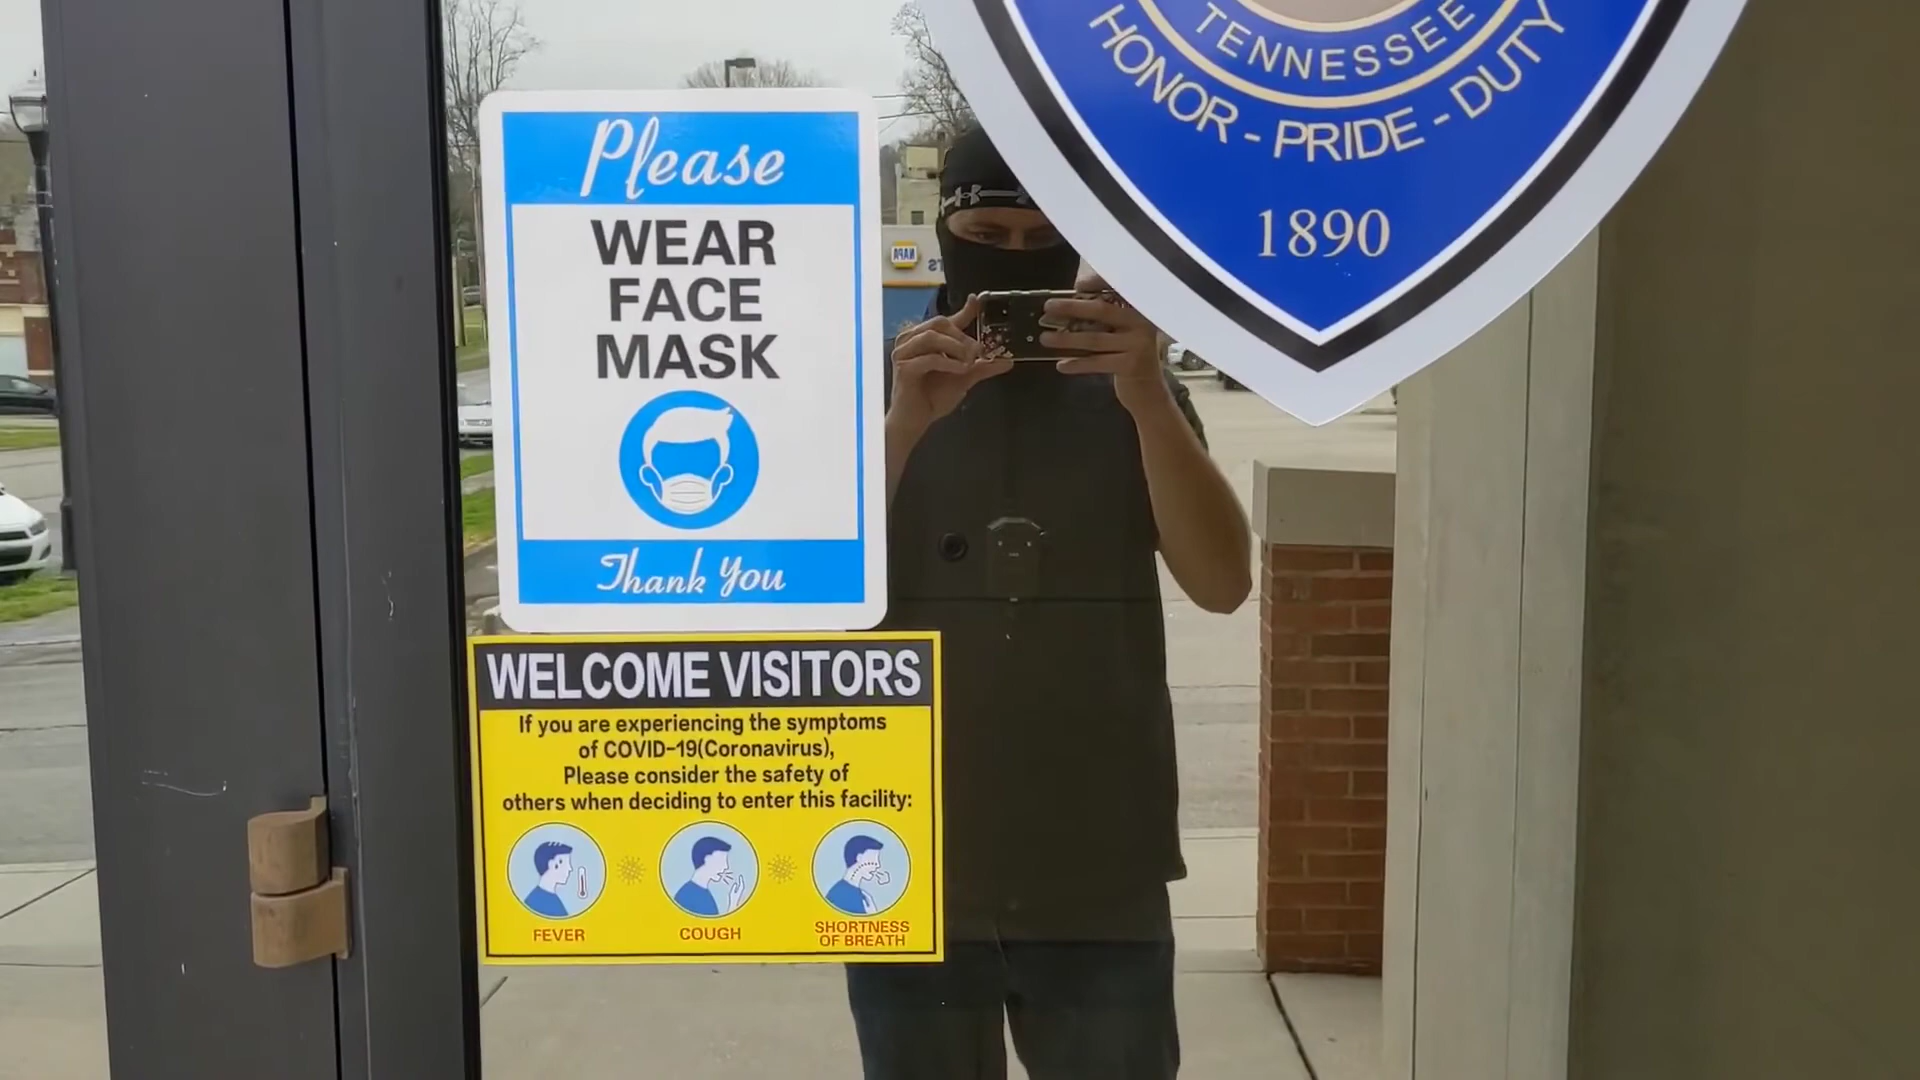 Please
WEAR
FACE
MASK
Thank You
WELCOME VISITORS
If you are experiencing the symptoms
of COVID-19(Coronavirus),
Please consider the safety of
others when deciding to enter this facility:
FEVER
COUGH
SHORTNESS
OF BREATH
TENNESSEE
HONOR - PRIDE - DUTY
1890
NAPA